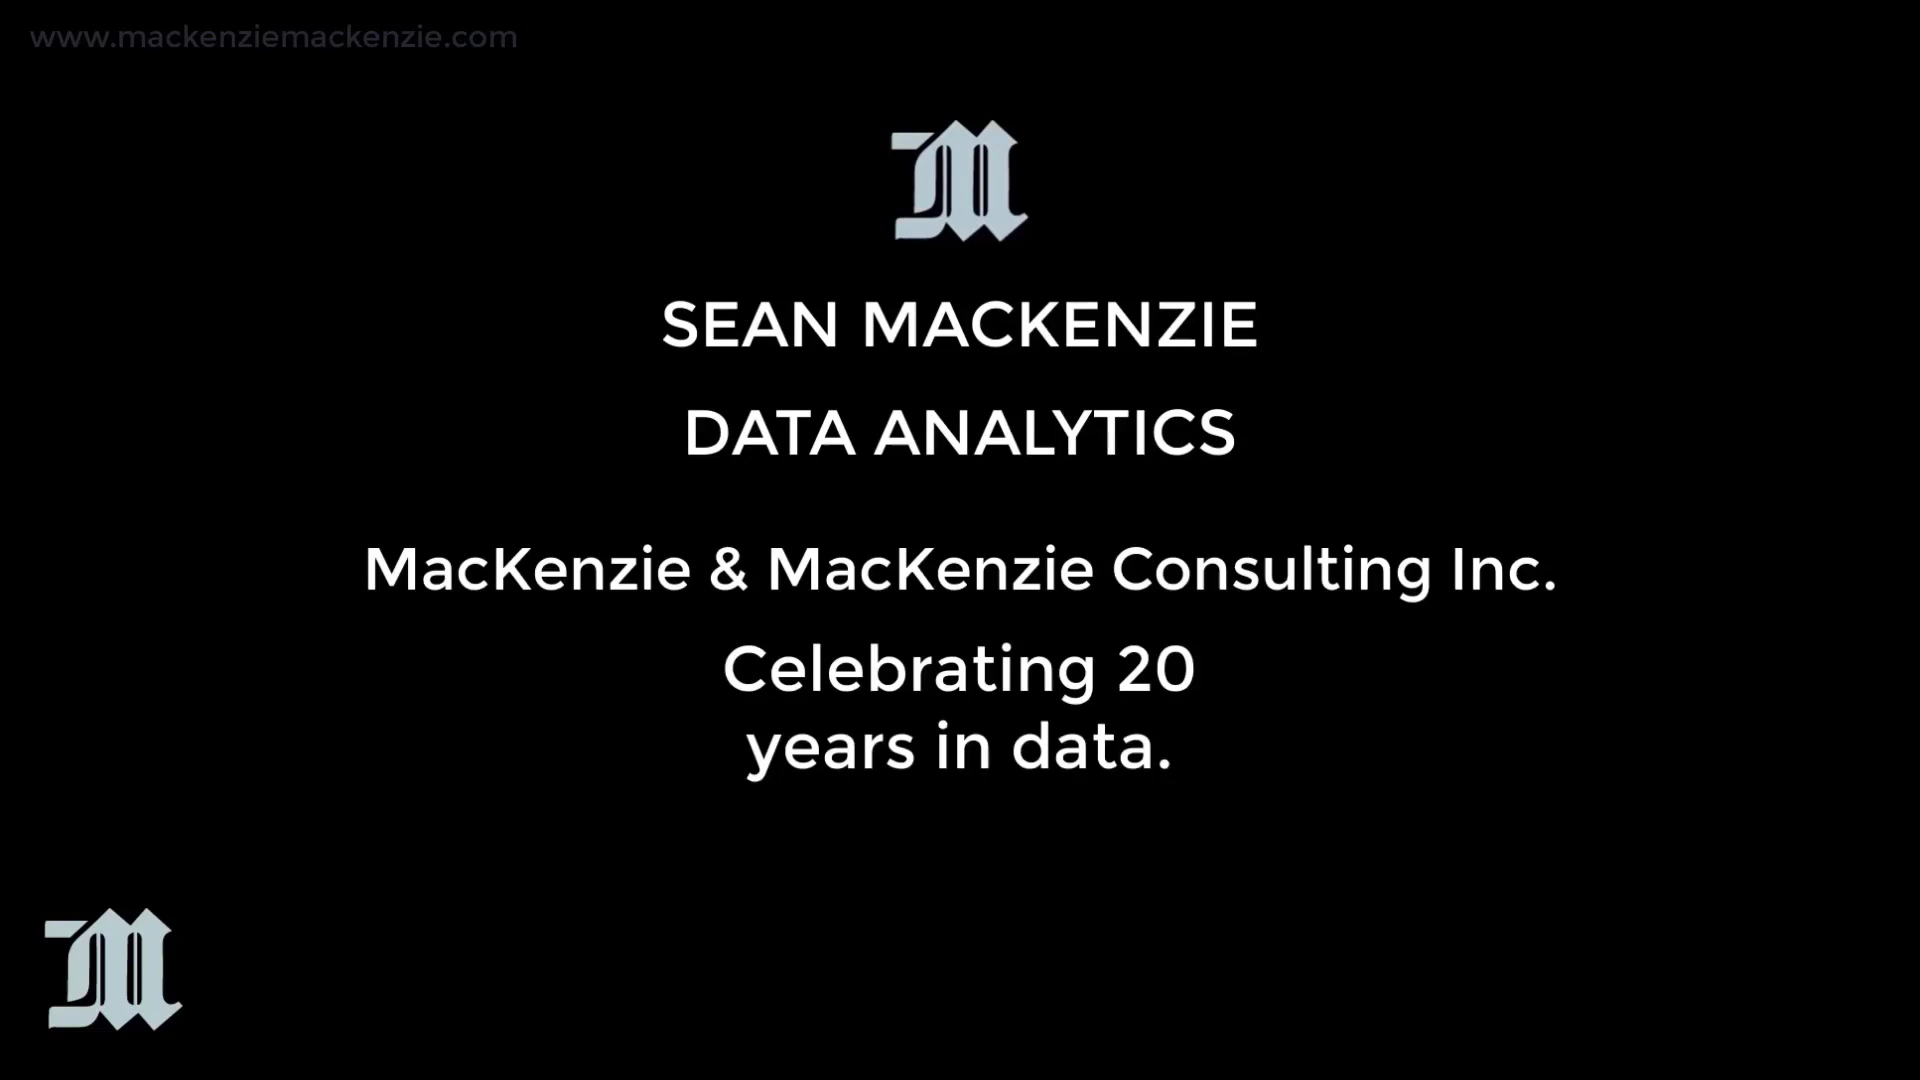 www.mackenziemackenzie.com
M
SEAN MACKENZIE
DATA ANALYTICS
MacKenzie & MacKenzie Consulting Inc.
Celebrating 20
years in data.
M